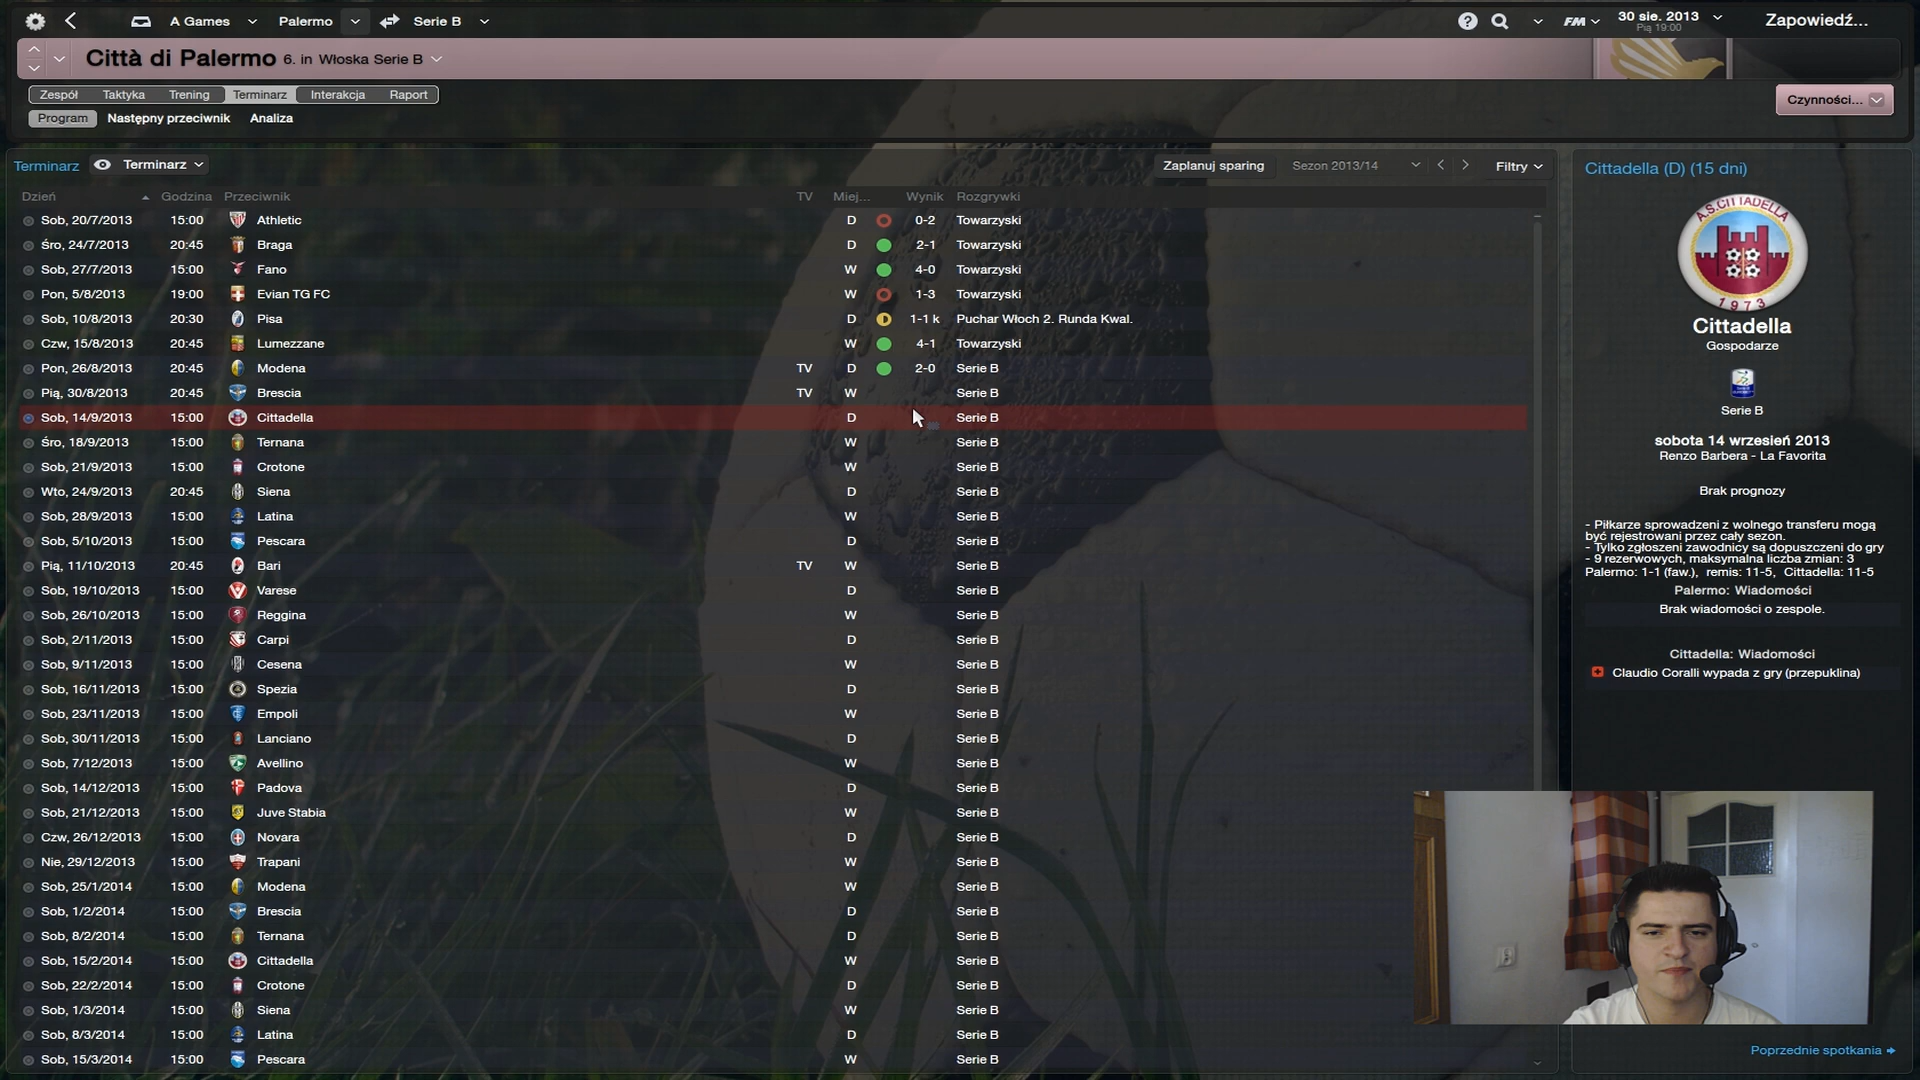 A Games Palermo Serie B
FM 30 sie. 2013 Zapowiedź...
Pią 19:00
Città di Palermo 6. in Włoska Serie B
Zespół Taktyka Trening Terminarz Interakcja Raport
Czynności...
Program Następny przeciwnik Analiza
Terminarz Terminarz Zaplanuj sparing Sezon 2013/14 Filtry
Dzień Godzina Przeciwnik TV Miej... Wynik Rozgrywki
Sob, 20/7/2013 15:00 Athletic D 0-2 Towarzyski
Śro, 24/7/2013 20:45 Braga D 2-1 Towarzyski
Sob, 27/7/2013 15:00 Fano W 4-0 Towarzyski
Pon, 5/8/2013 19:00 Evian TG FC W 1-3 Towarzyski
Sob, 10/8/2013 20:30 Pisa D 1-1 k Puchar Włoch 2. Runda Kwal.
Czw, 15/8/2013 20:45 Lumezzane W 4-1 Towarzyski
Pon, 26/8/2013 20:45 Modena TV D 2-0 Serie B
Pią, 30/8/2013 20:45 Brescia TV W Serie B
Sob, 14/9/2013 15:00 Cittadella D Serie B
Śro, 18/9/2013 15:00 Ternana W Serie B
Sob, 21/9/2013 15:00 Crotone W Serie B
Wto, 24/9/2013 20:45 Siena D Serie B
Sob, 28/9/2013 15:00 Latina W Serie B
Sob, 5/10/2013 15:00 Pescara D Serie B
Pią, 11/10/2013 20:45 Bari TV W Serie B
Sob, 19/10/2013 15:00 Varese D Serie B
Sob, 26/10/2013 15:00 Reggina W Serie B
Sob, 2/11/2013 15:00 Carpi D Serie B
Sob, 9/11/2013 15:00 Cesena W Serie B
Sob, 16/11/2013 15:00 Spezia D Serie B
Sob, 23/11/2013 15:00 Empoli W Serie B
Sob, 30/11/2013 15:00 Lanciano D Serie B
Sob, 7/12/2013 15:00 Avellino W Serie B
Sob, 14/12/2013 15:00 Padova D Serie B
Sob, 21/12/2013 15:00 Juve Stabia W Serie B
Czw, 26/12/2013 15:00 Novara D Serie B
Nie, 29/12/2013 15:00 Trapani W Serie B
Sob, 25/1/2014 15:00 Modena W Serie B
Sob, 1/2/2014 15:00 Brescia D Serie B
Sob, 8/2/2014 15:00 Ternana D Serie B
Sob, 15/2/2014 15:00 Cittadella W Serie B
Sob, 22/2/2014 15:00 Crotone D Serie B
Sob, 1/3/2014 15:00 Siena W Serie B
Sob, 8/3/2014 15:00 Latina D Serie B
Sob, 15/3/2014 15:00 Pescara W Serie B
Cittadella (D) (15 dni)
A.S. CITTADELLA
1973
Cittadella
Gospodarze
Serie B
sobota 14 wrzesień 2013
Renzo Barbera - La Favorita
Brak prognozy
- Piłkarze sprowadzeni z wolnego transferu mogą
być rejestrowani przez cały sezon.
- Tylko zgłoszeni zawodnicy są dopuszczeni do gry
- 9 rezerwowych, maksymalna liczba zmian: 3
Palermo: 1-1 (faw.), remis: 11-5, Cittadella: 11-5
Palermo: Wiadomości
Brak wiadomości o zespole.
Cittadella: Wiadomości
Claudio Coralli wypada z gry (przepuklina)
Poprzednie spotkania